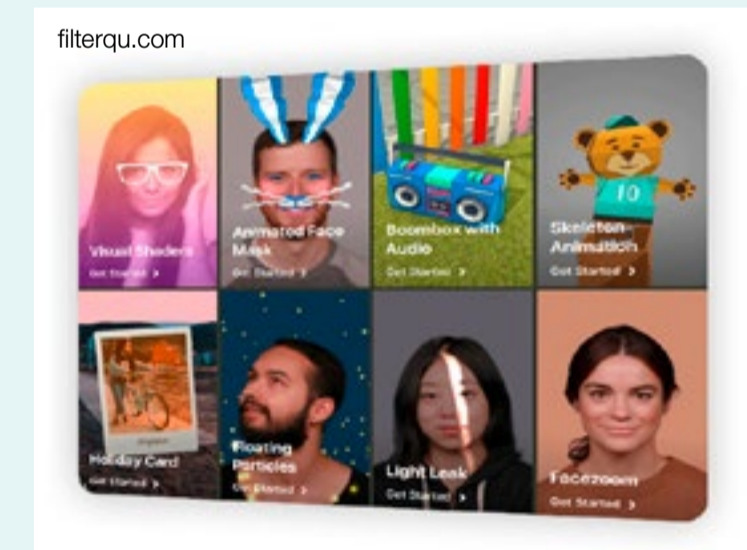 filterqu.com
Visual Shaders
Get Started >
Animated Face
Mask
Get Started >
Boombox with
Audio
Get Started >
10
Skeleton
Animation
Get Started >
Holiday Card
Get Started >
Floating
Particles
Get Started >
Light Leak
Get Started >
Facezoom
Get Started >